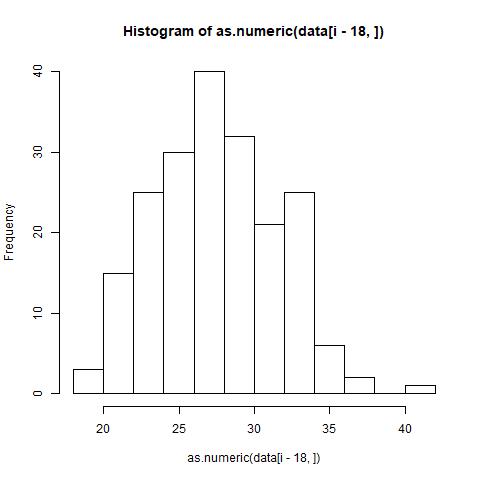 Histogram of as.numeric(data[i - 18, ])
Frequency
40
30
20
10
0
20 25 30 35 40
as.numeric(data[i - 18, ])